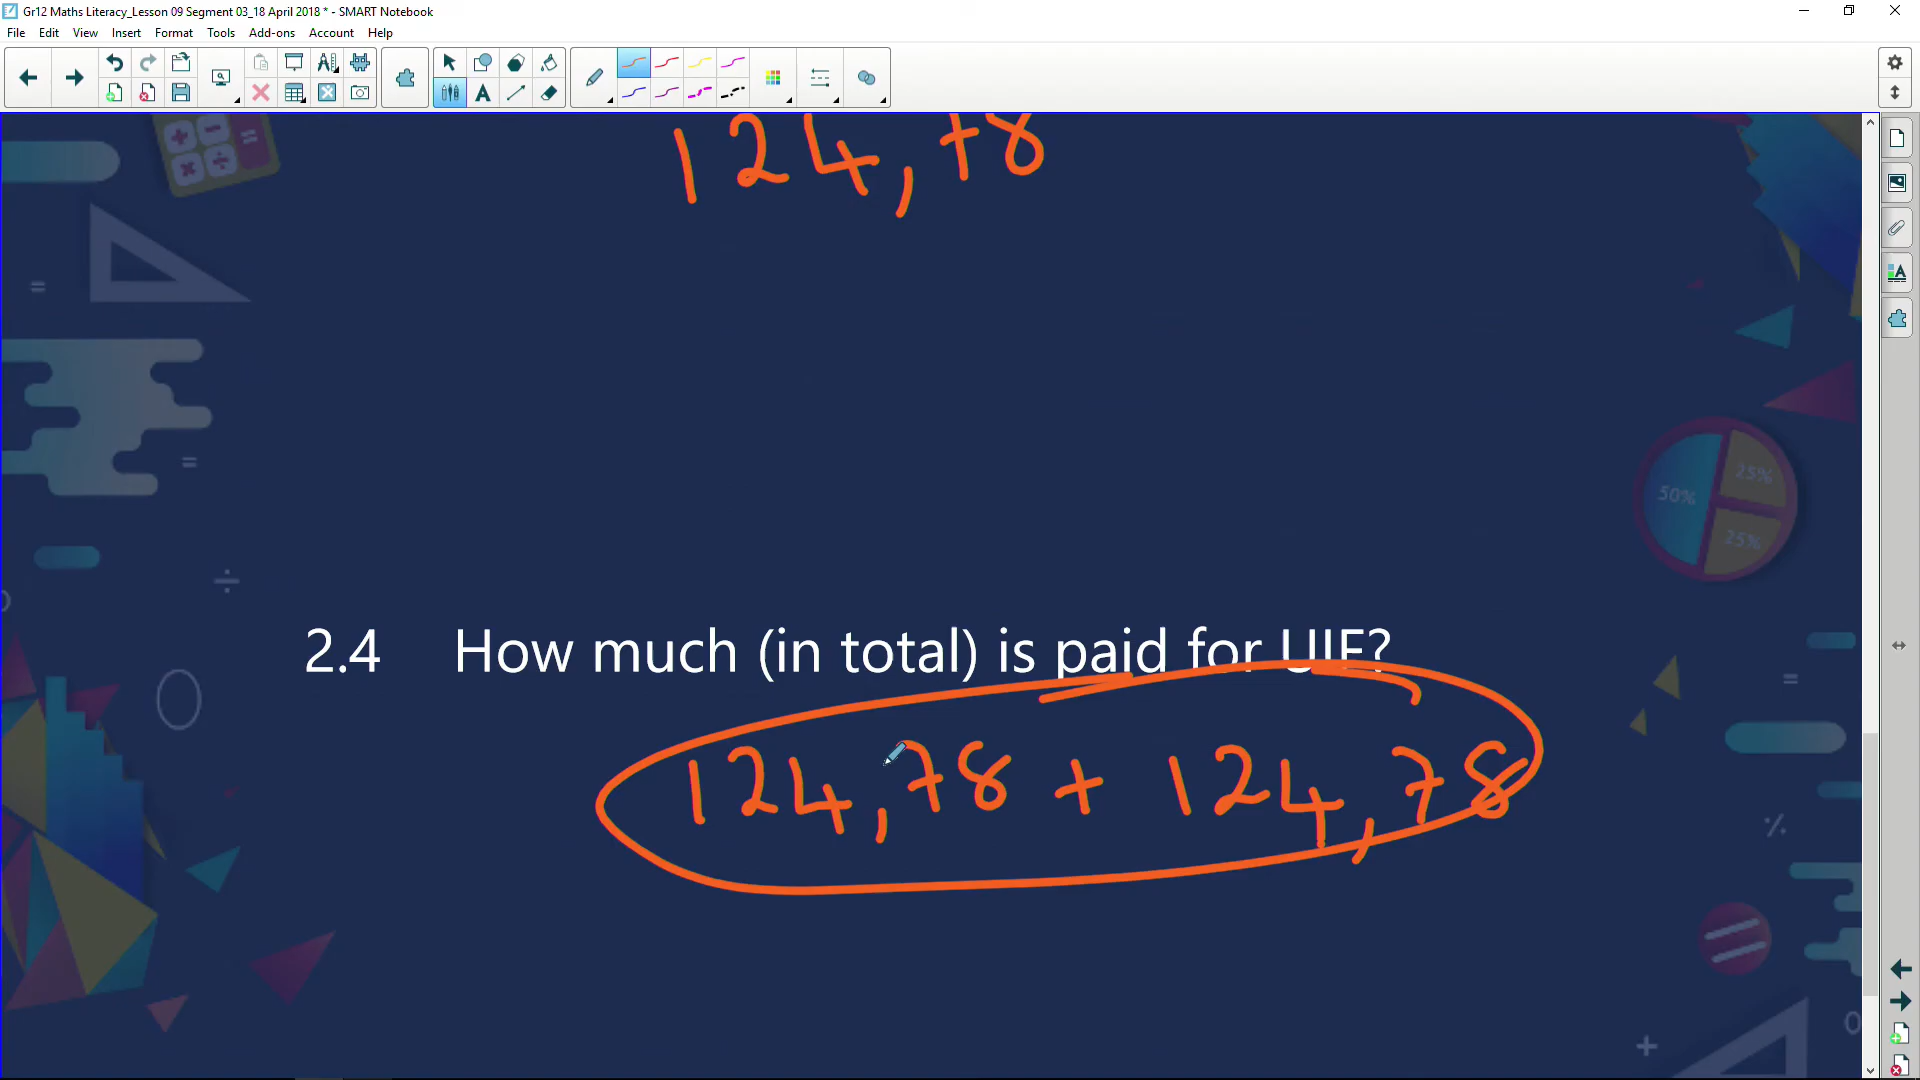 Gr12 Maths Literacy_Lesson 09 Segment 03_18 April 2018 * - SMART Notebook
File Edit View Insert Format Tools Add-ons Account Help
124,78
50% 25%
25%
2.4 How much (in total) is paid for UIF?
124,78 + 124,78